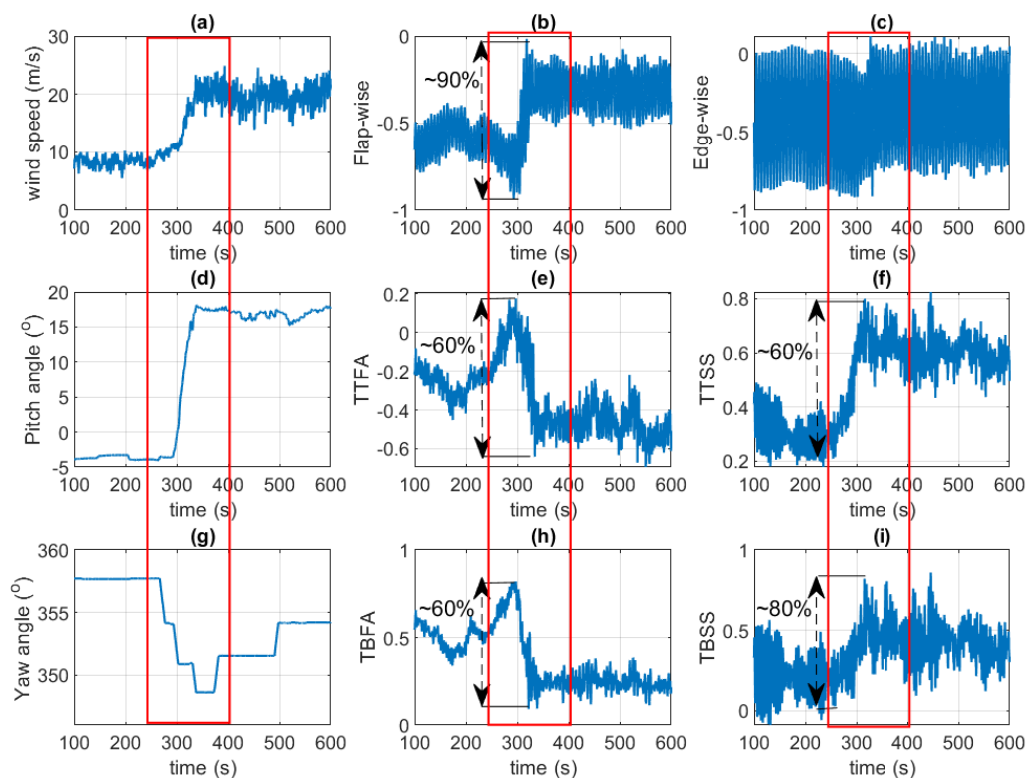 (a)
wind speed (m/s)
30
20
10
0
100 200 300 400 500 600
time (s)
(b)
Flap-wise
0
-0.5
-1
~90%
100 200 300 400 500 600
time (s)
(c)
Edge-wise
0
-0.5
-1
100 200 300 400 500 600
time (s)
(d)
Pitch angle (°)
20
15
10
5
0
-5
100 200 300 400 500 600
time (s)
(e)
TTFA
0.2
0
-0.2
-0.4
-0.6
~60%
100 200 300 400 500 600
time (s)
(f)
TTSS
0.8
0.6
0.4
0.2
~60%
100 200 300 400 500 600
time (s)
(g)
Yaw angle (°)
360
355
350
100 200 300 400 500 600
time (s)
(h)
TBFA
1
0.5
0
~60%
100 200 300 400 500 600
time (s)
(i)
TBSS
1
0.5
0
~80%
100 200 300 400 500 600
time (s)